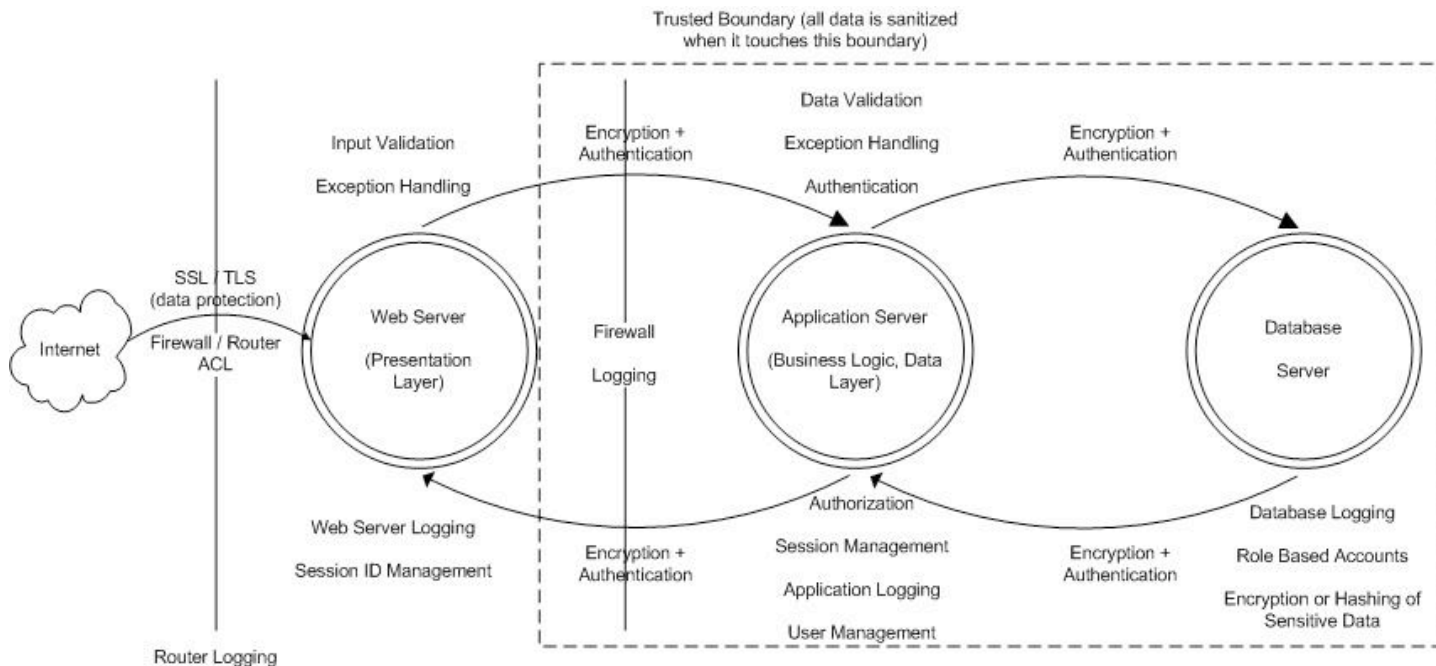 Trusted Boundary (all data is sanitized
when it touches this boundary)
Input Validation
Exception Handling
Encryption +
Authentication
Data Validation
Exception Handling
Authentication
Encryption +
Authentication
SSL / TLS
(data protection)
Internet
Firewall / Router
ACL
Web Server
(Presentation
Layer)
Firewall
Logging
Application Server
(Business Logic, Data
Layer)
Database
Server
Web Server Logging
Session ID Management
Encryption +
Authentication
Authorization
Session Management
Application Logging
User Management
Encryption +
Authentication
Database Logging
Role Based Accounts
Encryption or Hashing of
Sensitive Data
Router Logging